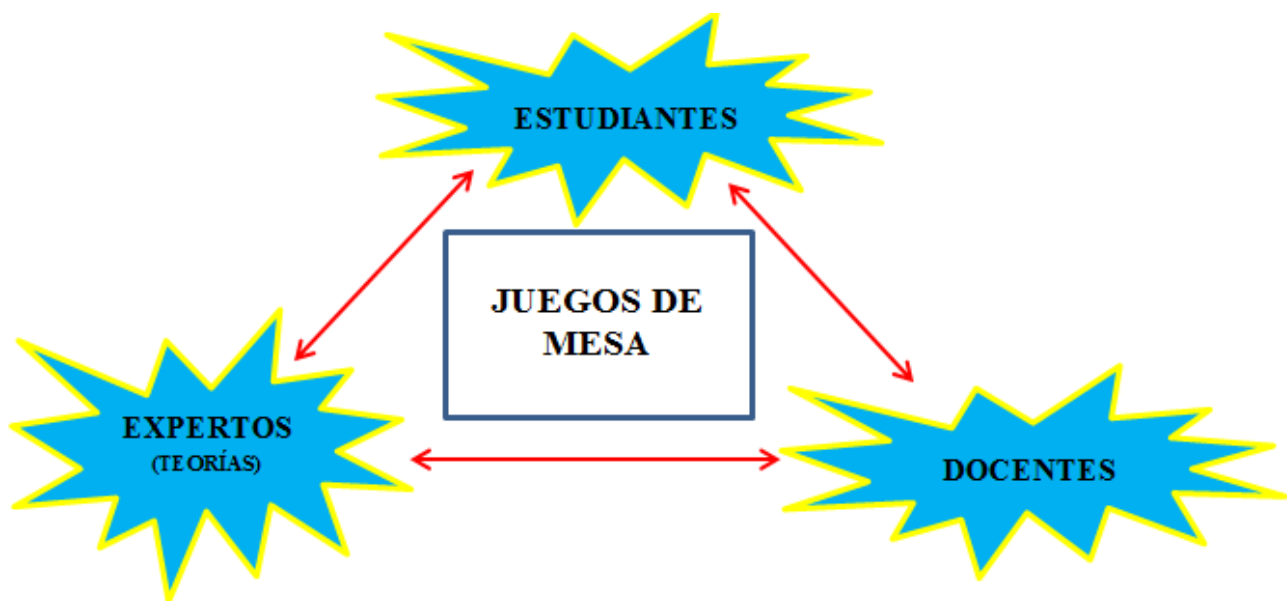 ESTUDIANTES
JUEGOS DE
MESA
EXPERTOS
(TEORÍAS)
DOCENTES